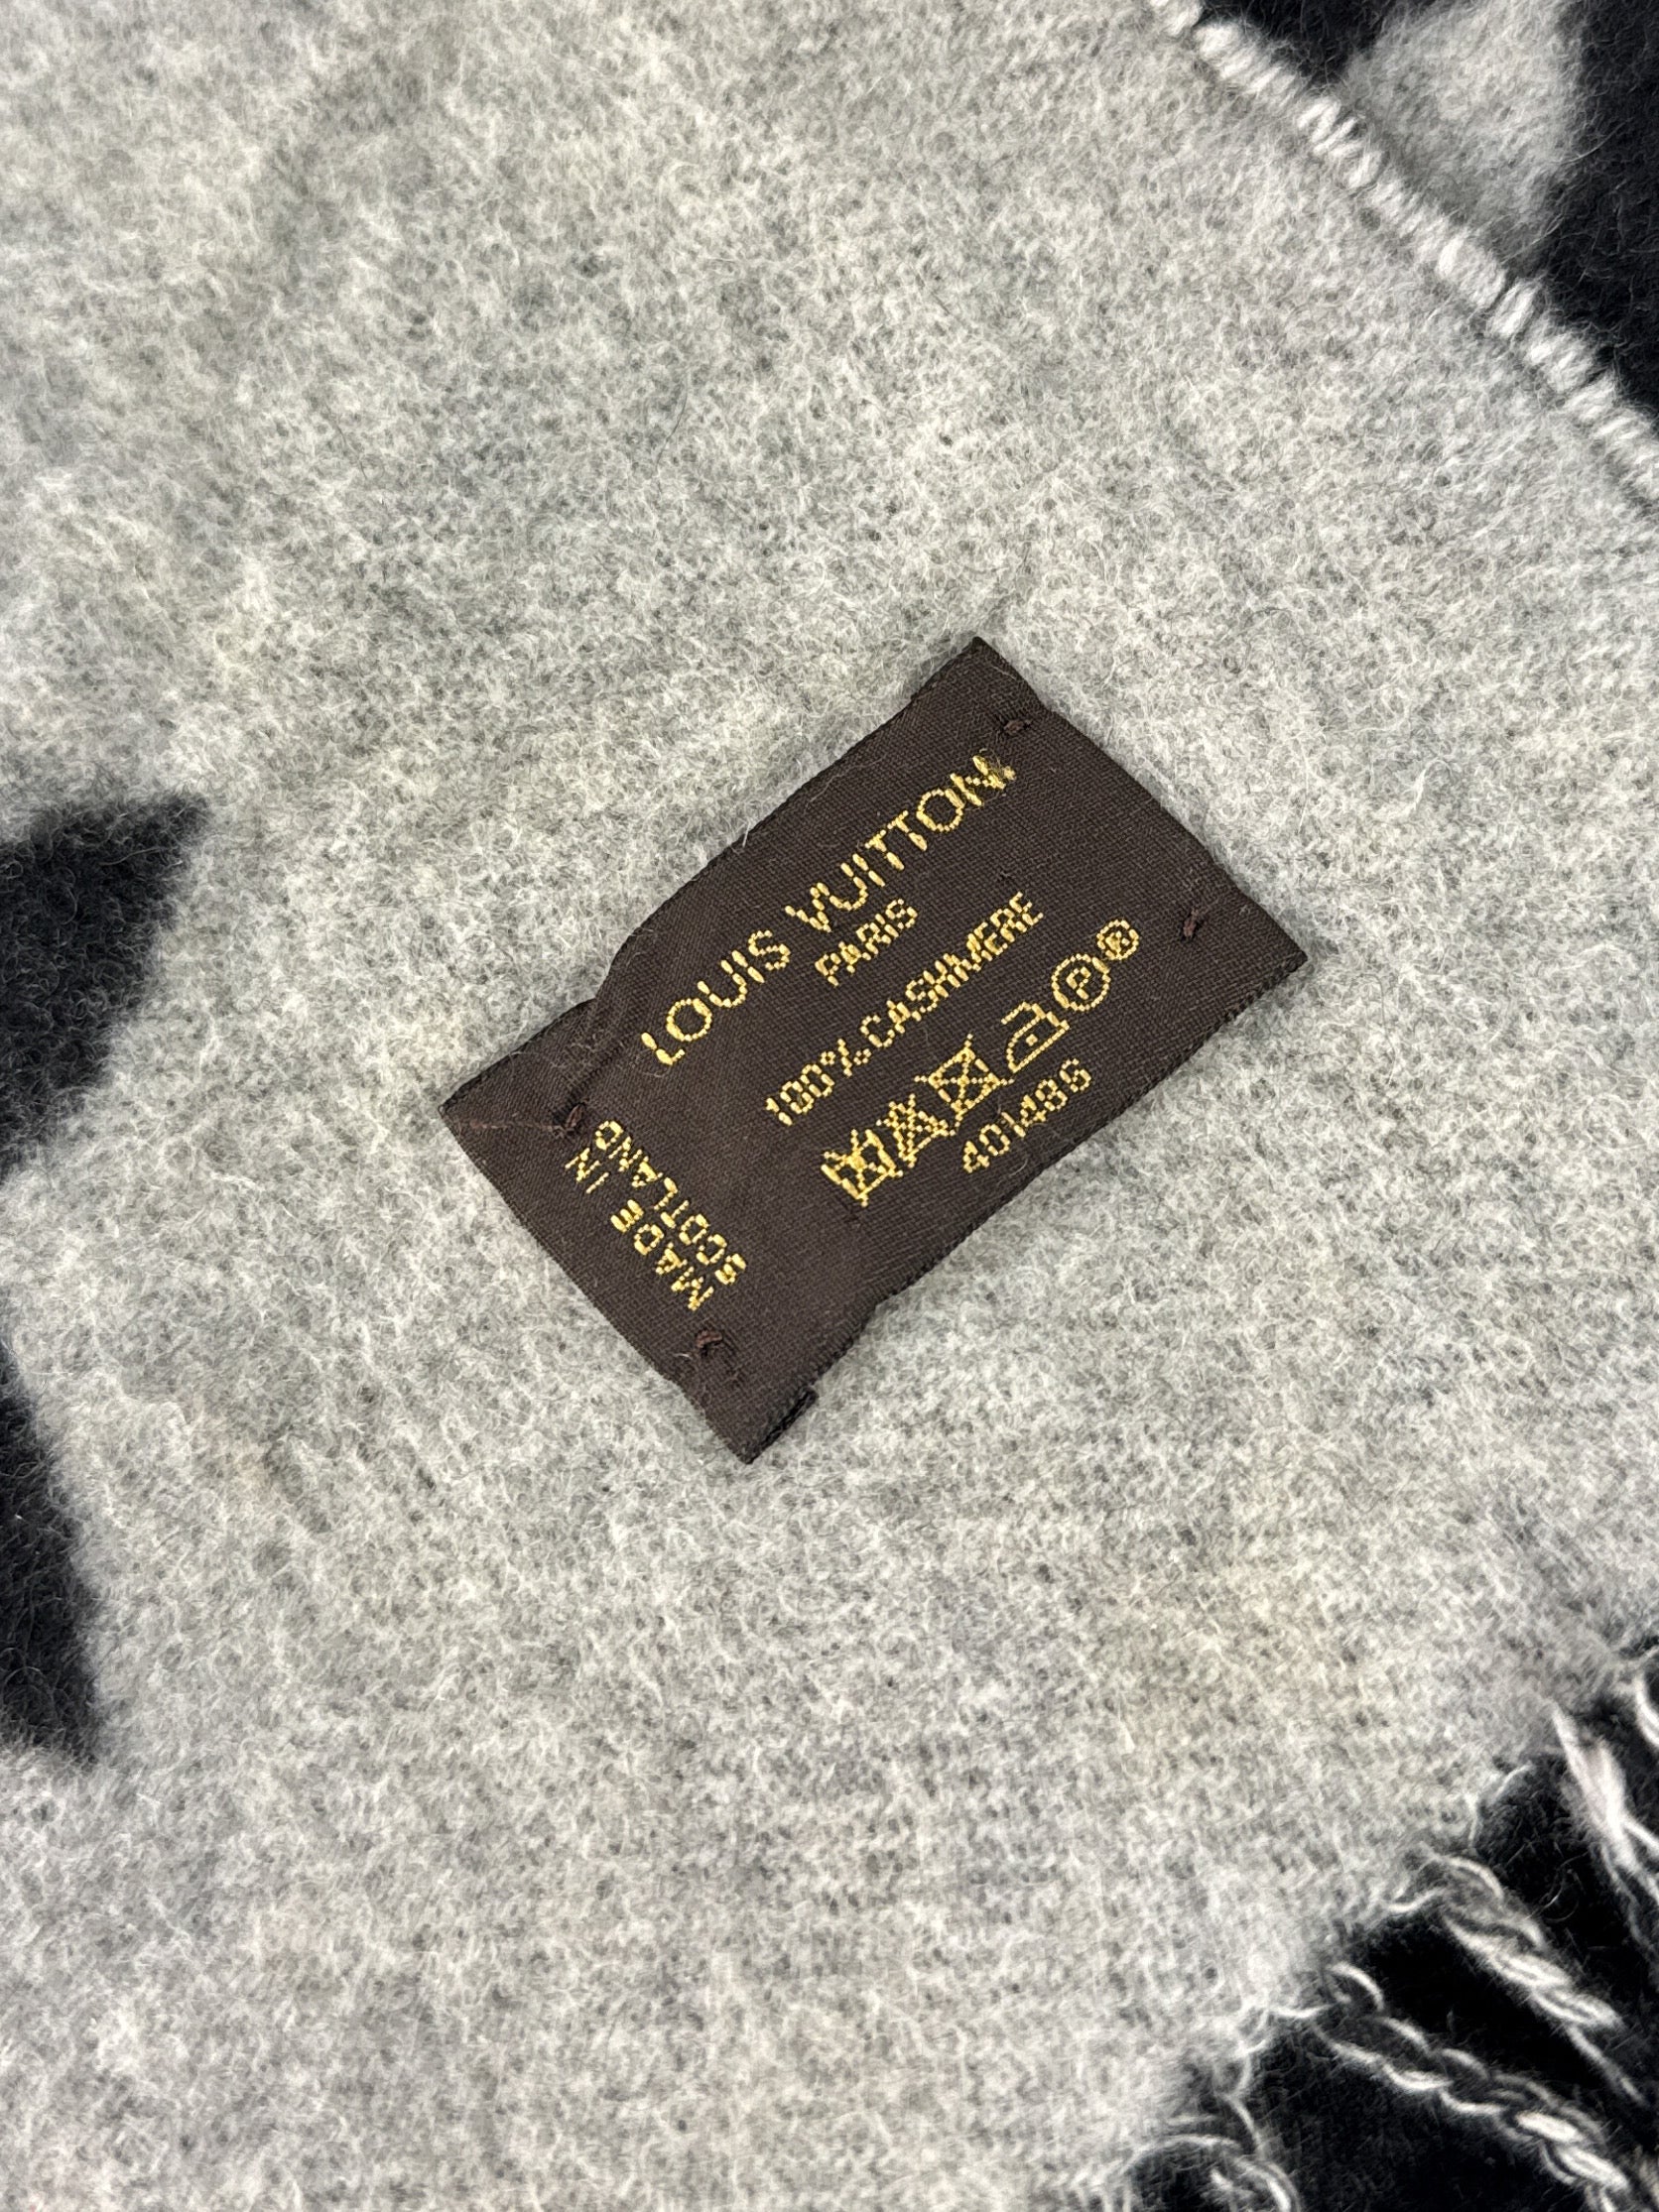 LOUIS VUITTON
PARIS
100% CASHMERE
P
401486
MADE IN
SCOTLAND